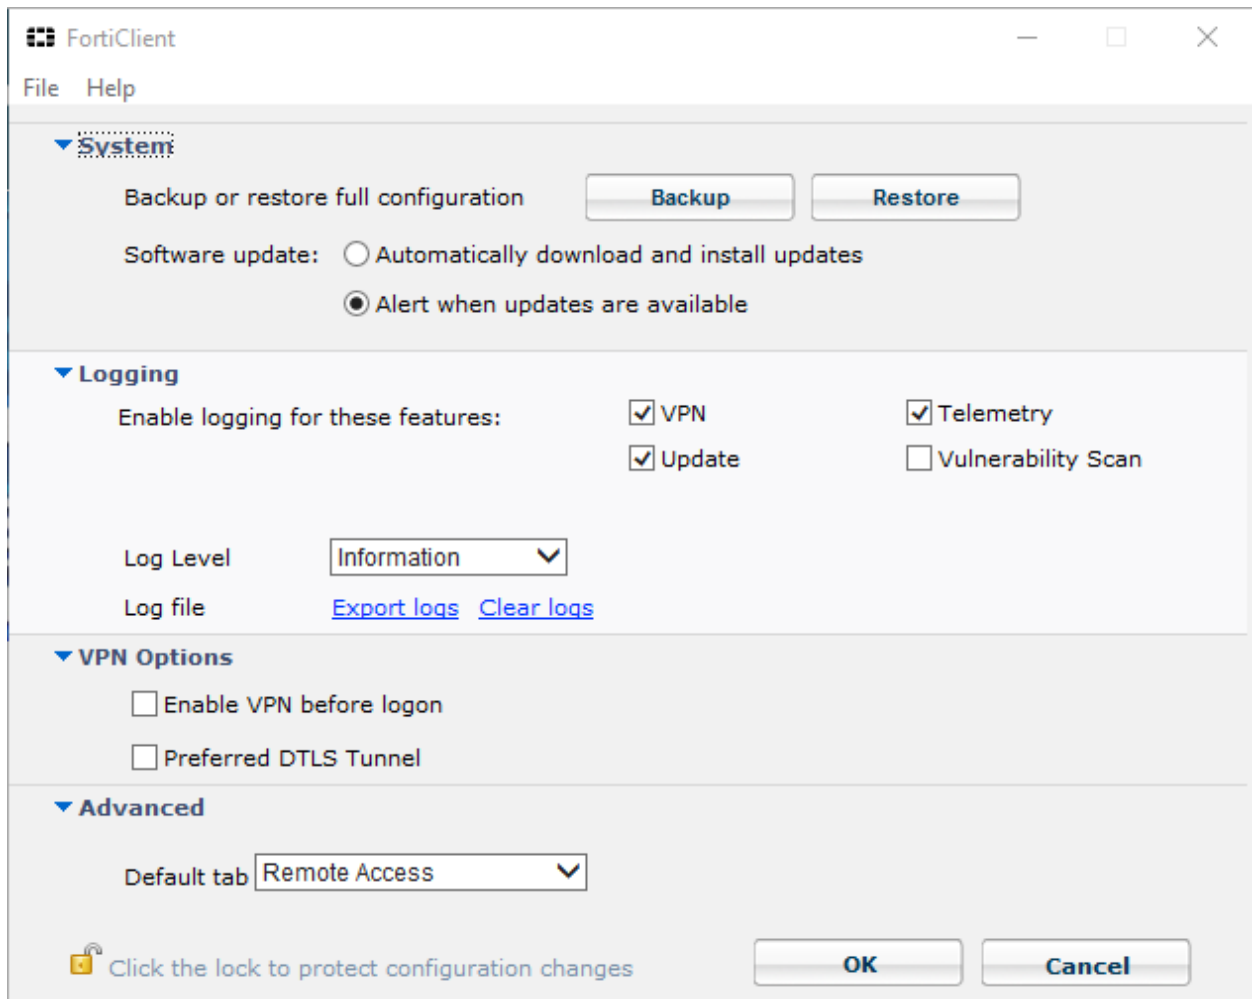 FortiClient
File Help
System
Backup or restore full configuration Backup Restore
Software update: Automatically download and install updates
Alert when updates are available
Logging
Enable logging for these features: VPN Telemetry
Update Vulnerability Scan
Log Level Information
Log file Export logs Clear logs
VPN Options
Enable VPN before logon
Preferred DTLS Tunnel
Advanced
Default tab Remote Access
Click the lock to protect configuration changes OK Cancel